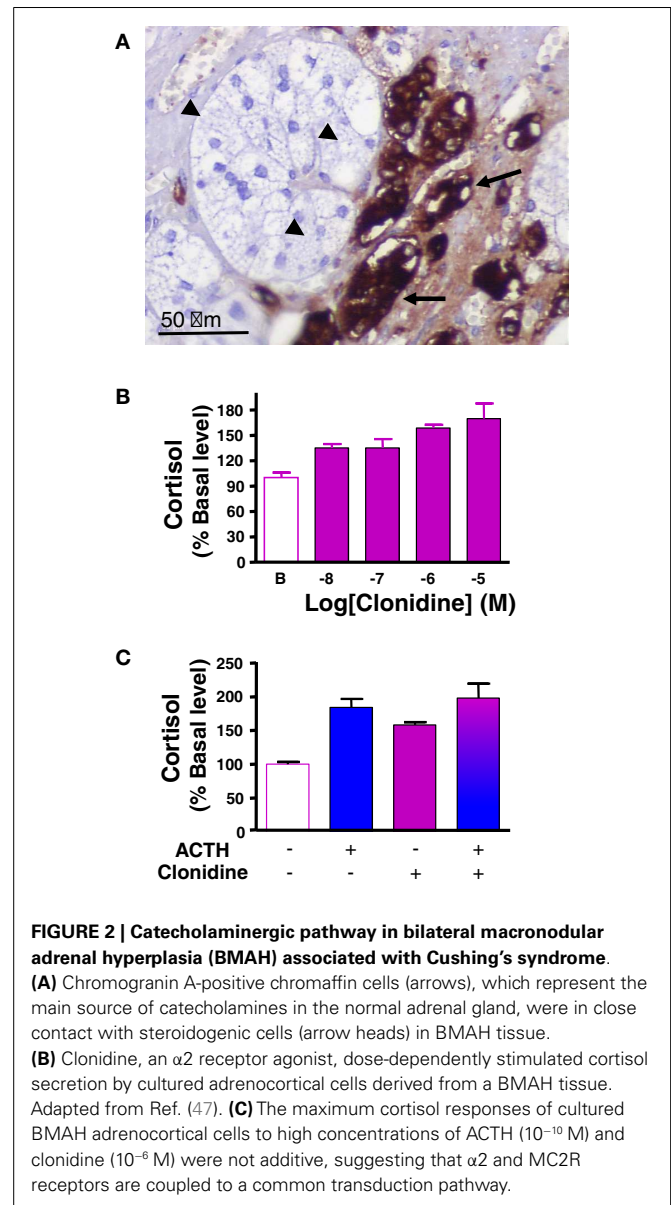 A
50 m
B
Cortisol
(% Basal level)
180
150
120
90
60
30
0
B -8 -7 -6 -5
Log[Clonidine] (M)
C
Cortisol
(% Basal level)
250
200
150
100
50
0
ACTH - + - +
Clonidine - - + +
FIGURE 2 | Catecholaminergic pathway in bilateral macronodular
adrenal hyperplasia (BMAH) associated with Cushing's syndrome.
(A) Chromogranin A-positive chromaffin cells (arrows), which represent the
main source of catecholamines in the normal adrenal gland, were in close
contact with steroidogenic cells (arrow heads) in BMAH tissue.
(B) Clonidine, an α2 receptor agonist, dose-dependently stimulated cortisol
secretion by cultured adrenocortical cells derived from a BMAH tissue.
Adapted from Ref. (47). (C) The maximum cortisol responses of cultured
BMAH adrenocortical cells to high concentrations of ACTH (10⁻¹⁰ M) and
clonidine (10⁻⁶ M) were not additive, suggesting that α2 and MC2R
receptors are coupled to a common transduction pathway.